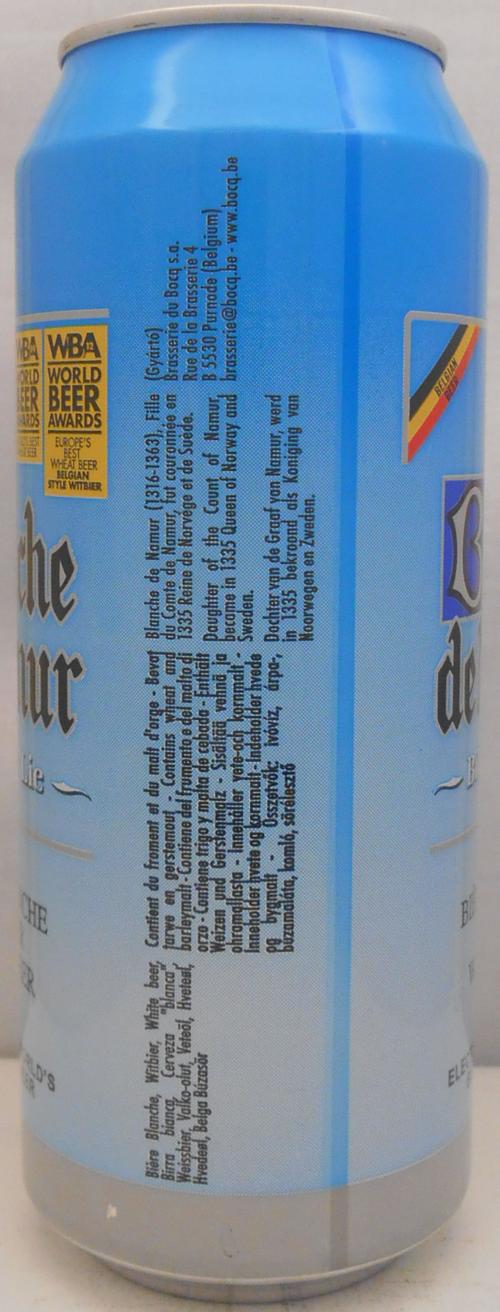 WBA
WORLD
BEER
AWARDS
EUROPE'S
BEST
WHEAT BEER
BELGIAN
STYLE WITBIER
BELGIAN
BEER
Bière Blanche, Witbier, White beer,
Birra bianca, Cerveza "blanca"
Weissbier, Valko-olut, Veteöl, Hveteøl,
Hvedeøl, Belga Búzasör
Contient du froment et du malt d'orge - Bevat
tarwe en gerstemout - Contains wheat and
barleymalt - Contiene del fromento e del malto di
orzo - Contiene trigo y malta de cebada - Enthält
Weizen und Gerstenmalz - Sisältää vehnä ja
ohramallasta - Innehåller vete-och kornmalt -
Inneholder hvete og kornmalt - Indeholder hvede
og bygmalt - Összetvők: ivóvíz, árpa-,
búzamaláta, komló, sörélesztő
Blanche de Namur (1316-1363), Fille
du Comte de Namur, fut couronnée en
1335 Reine de Norvége et de Suède.
Daughter of the Count of Namur,
become in 1335 Queen of Norway and
Sweden.
Dochter van de Graaf van Namur, werd
in 1335 bekroond als Koniging van
Noorwegen en Zweden.
(Gyártó)
Brasserie du Bocq s.a.
Rue de la Brasserie 4
B 5530 Purnode (Belgium)
brasserie@bocq.be - www.bocq.be